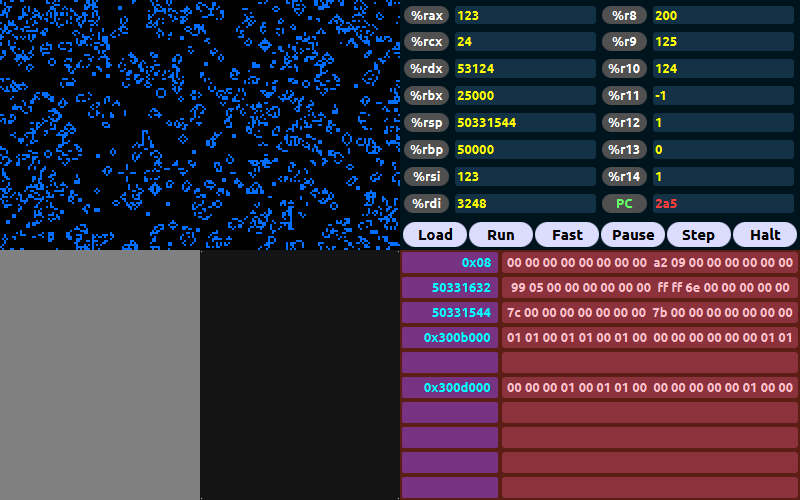 %rax 123 %r8 200
%rcx 24 %r9 125
%rdx 53124 %r10 124
%rbx 25000 %r11 -1
%rsp 50331544 %r12 1
%rbp 50000 %r13 0
%rsi 123 %r14 1
%rdi 3248 PC 2a5
Load Run Fast Pause Step Halt
0x08 00 00 00 00 00 00 00 00 a2 09 00 00 00 00 00 00
50331632 99 05 00 00 00 00 00 00 ff ff 6e 00 00 00 00 00
50331544 7c 00 00 00 00 00 00 00 7b 00 00 00 00 00 00 00
0x300b000 01 01 00 01 01 00 01 00 00 00 00 00 00 00 01 01
0x300d000 00 00 00 01 00 01 01 00 00 00 00 00 00 01 00 00